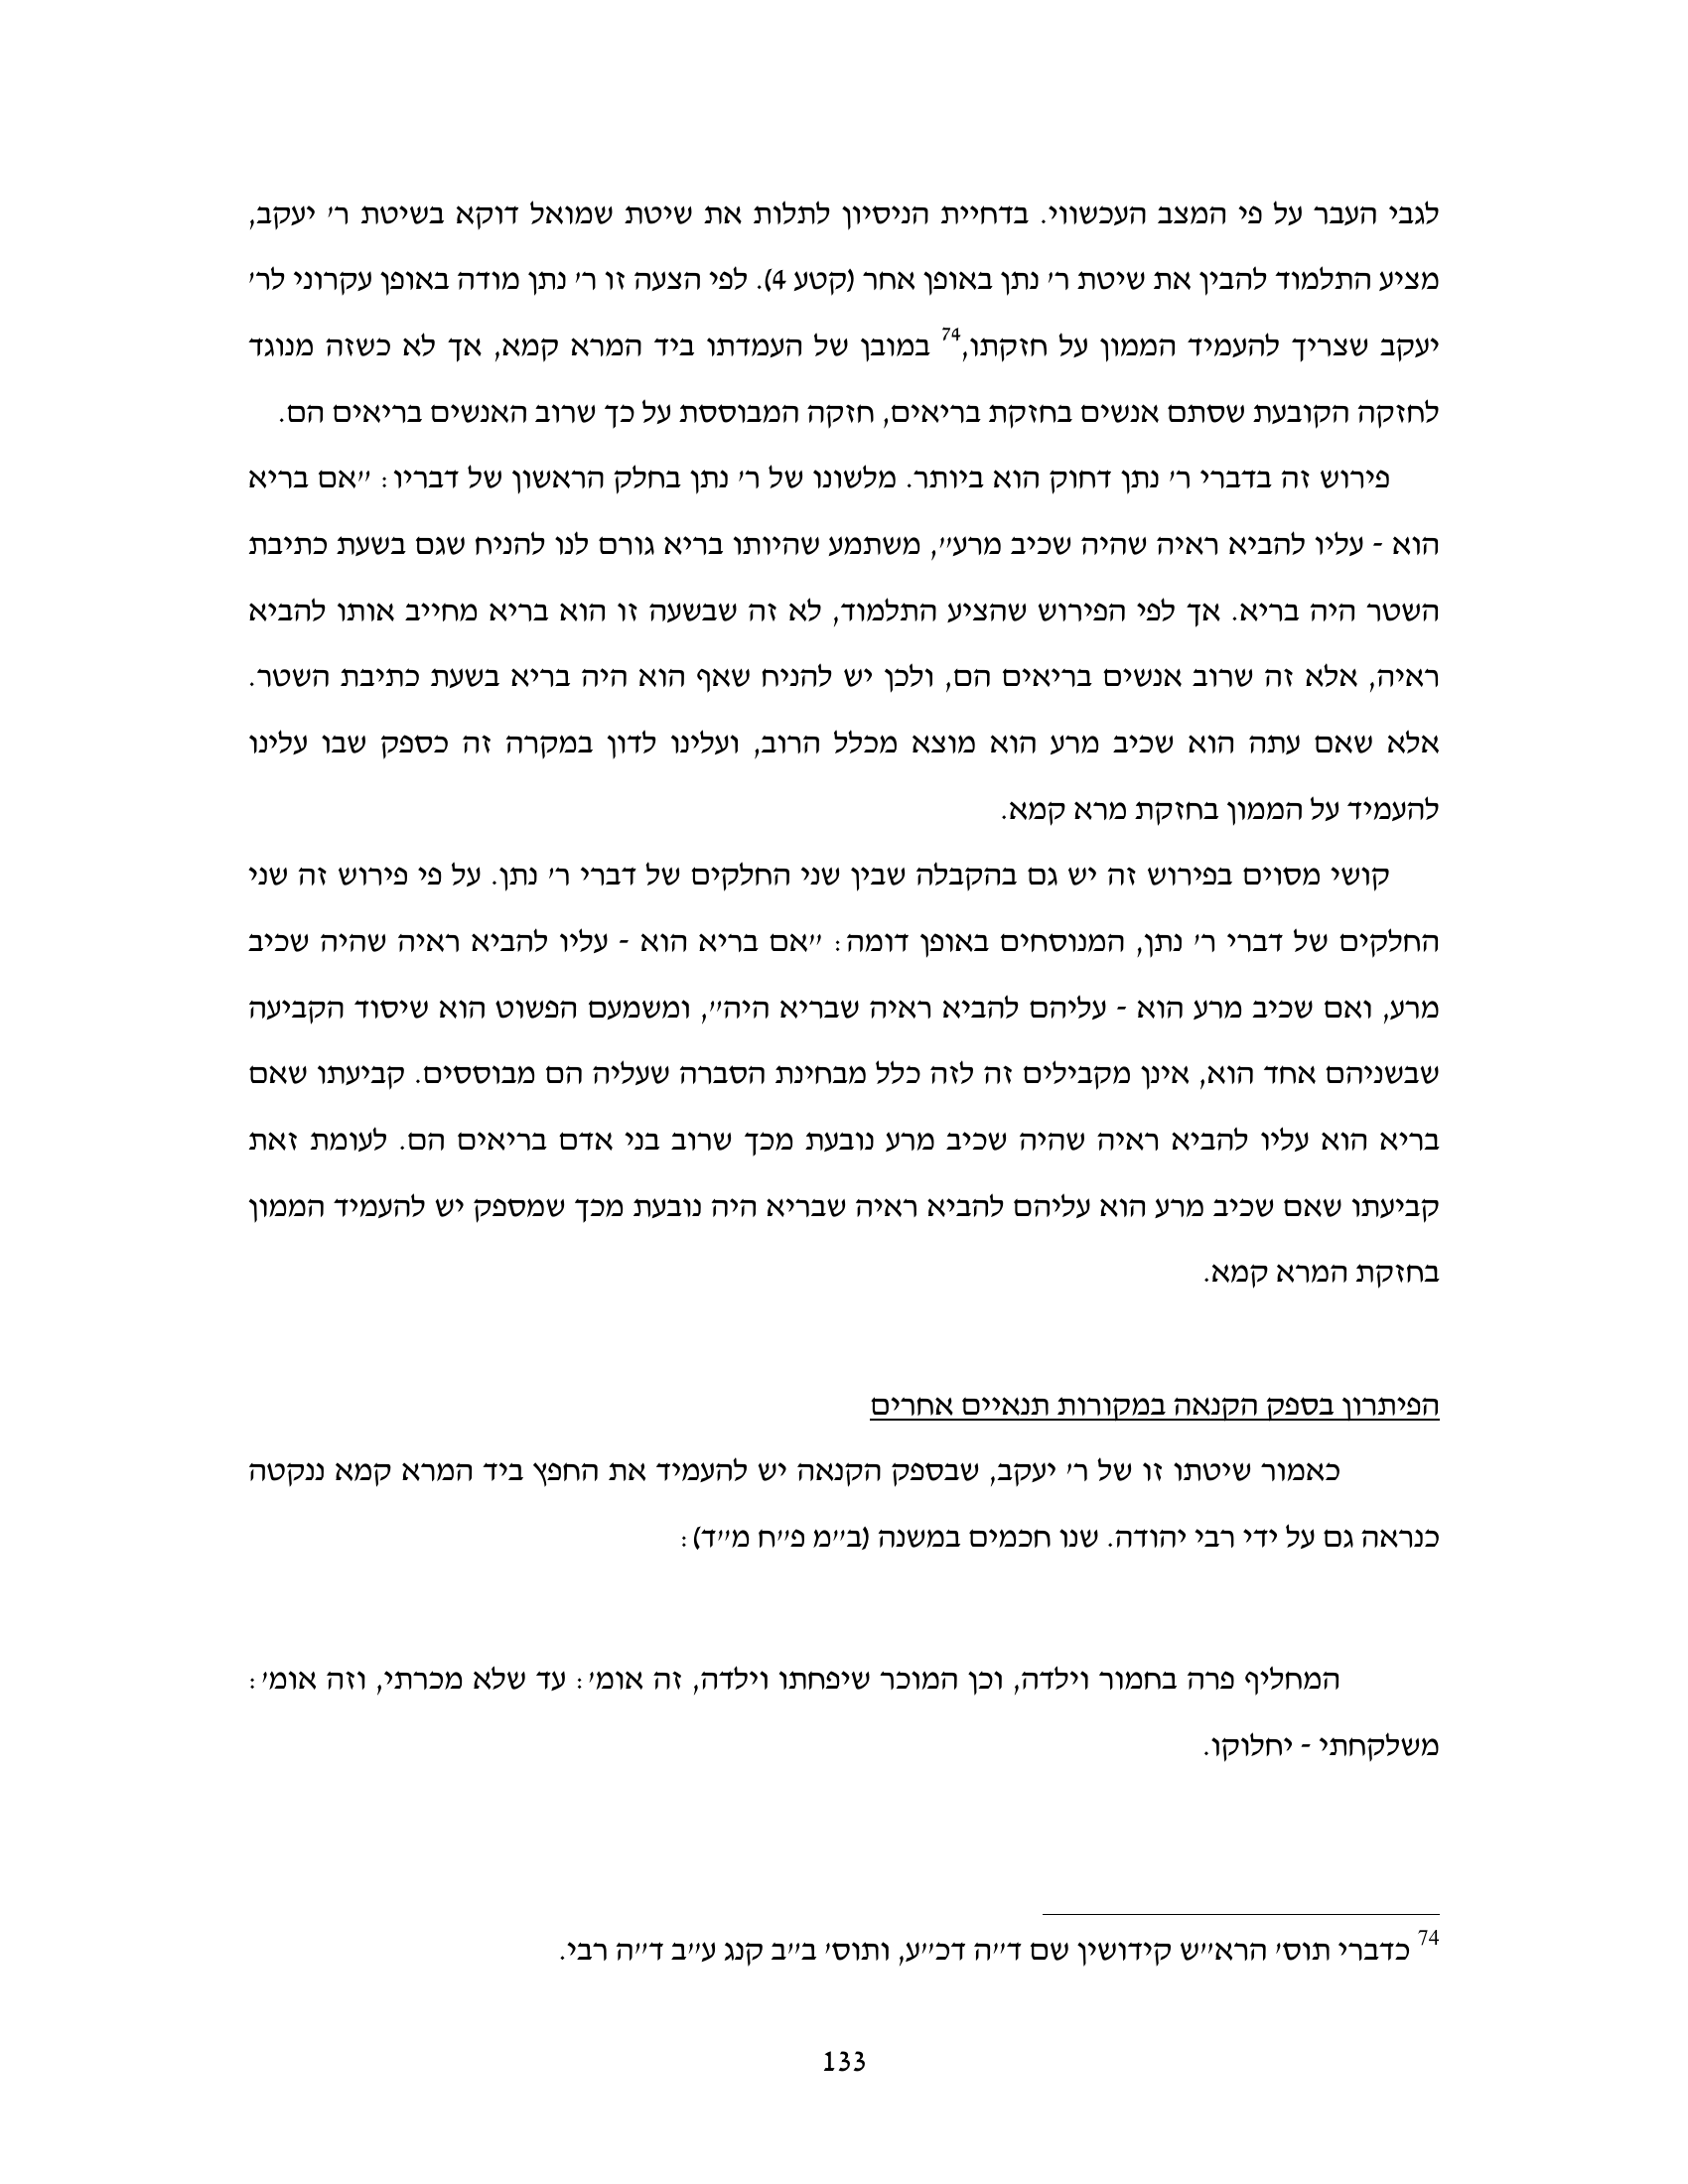 לגבי העבר על פי המצב העכשווי. בדחיית הניסיון לתלות את שיטת שמואל דוקא בשיטת ר׳ יעקב,
מציע התלמוד להבין את שיטת ר׳ נתן באופן אחר (קטע 4). לפי הצעה זו ר׳ נתן מודה באופן עקרוני לר׳
יעקב שצריך להעמיד הממון על חזקתו,74 במובן של העמדתו ביד המרא קמא, אך לא כשזה מנוגד
לחזקה הקובעת שסתם אנשים בחזקת בריאים, חזקה המבוססת על כך שרוב האנשים בריאים הם.
פירוש זה בדברי ר׳ נתן דחוק הוא ביותר. מלשונו של ר׳ נתן בחלק הראשון של דבריו: ״אם בריא
הוא - עליו להביא ראיה שהיה שכיב מרע״, משתמע שהיותו בריא גורם לנו להניח שגם בשעת כתיבת
השטר היה בריא. אך לפי הפירוש שהציע התלמוד, לא זה שבשעה זו הוא בריא מחייב אותו להביא
ראיה, אלא זה שרוב אנשים בריאים הם, ולכן יש להניח שאף הוא היה בריא בשעת כתיבת השטר.
אלא שאם עתה הוא שכיב מרע הוא מוצא מכלל הרוב, ועלינו לדון במקרה זה כספק שבו עלינו
להעמיד על הממון בחזקת מרא קמא.
קושי מסוים בפירוש זה יש גם בהקבלה שבין שני החלקים של דברי ר׳ נתן. על פי פירוש זה שני
החלקים של דברי ר׳ נתן, המנוסחים באופן דומה: ״אם בריא הוא - עליו להביא ראיה שהיה שכיב
מרע, ואם שכיב מרע הוא - עליהם להביא ראיה שבריא היה״, ומשמעם הפשוט הוא שיסוד הקביעה
שבשניהם אחד הוא, אינן מקבילים זה לזה כלל מבחינת הסברה שעליה הם מבוססים. קביעתו שאם
בריא הוא עליו להביא ראיה שהיה שכיב מרע נובעת מכך שרוב בני אדם בריאים הם. לעומת זאת
קביעתו שאם שכיב מרע הוא עליהם להביא ראיה שבריא היה נובעת מכך שמספק יש להעמיד הממון
בחזקת המרא קמא.
הפיתרון בספק הקנאה במקורות תנאיים אחרים
כאמור שיטתו זו של ר׳ יעקב, שבספק הקנאה יש להעמיד את החפץ ביד המרא קמא ננקטה
כנראה גם על ידי רבי יהודה. שנו חכמים במשנה (ב״מ פ״ח מ״ד):
המחליף פרה בחמור וילדה, וכן המוכר שיפחתו וילדה, זה אומ׳: עד שלא מכרתי, וזה אומ׳:
משלקחתי - יחלוקו.
74 כדברי תוס׳ הרא״ש קידושין שם ד״ה דכ״ע, ותוס׳ ב״ב קנג ע״ב ד״ה רבי.
133